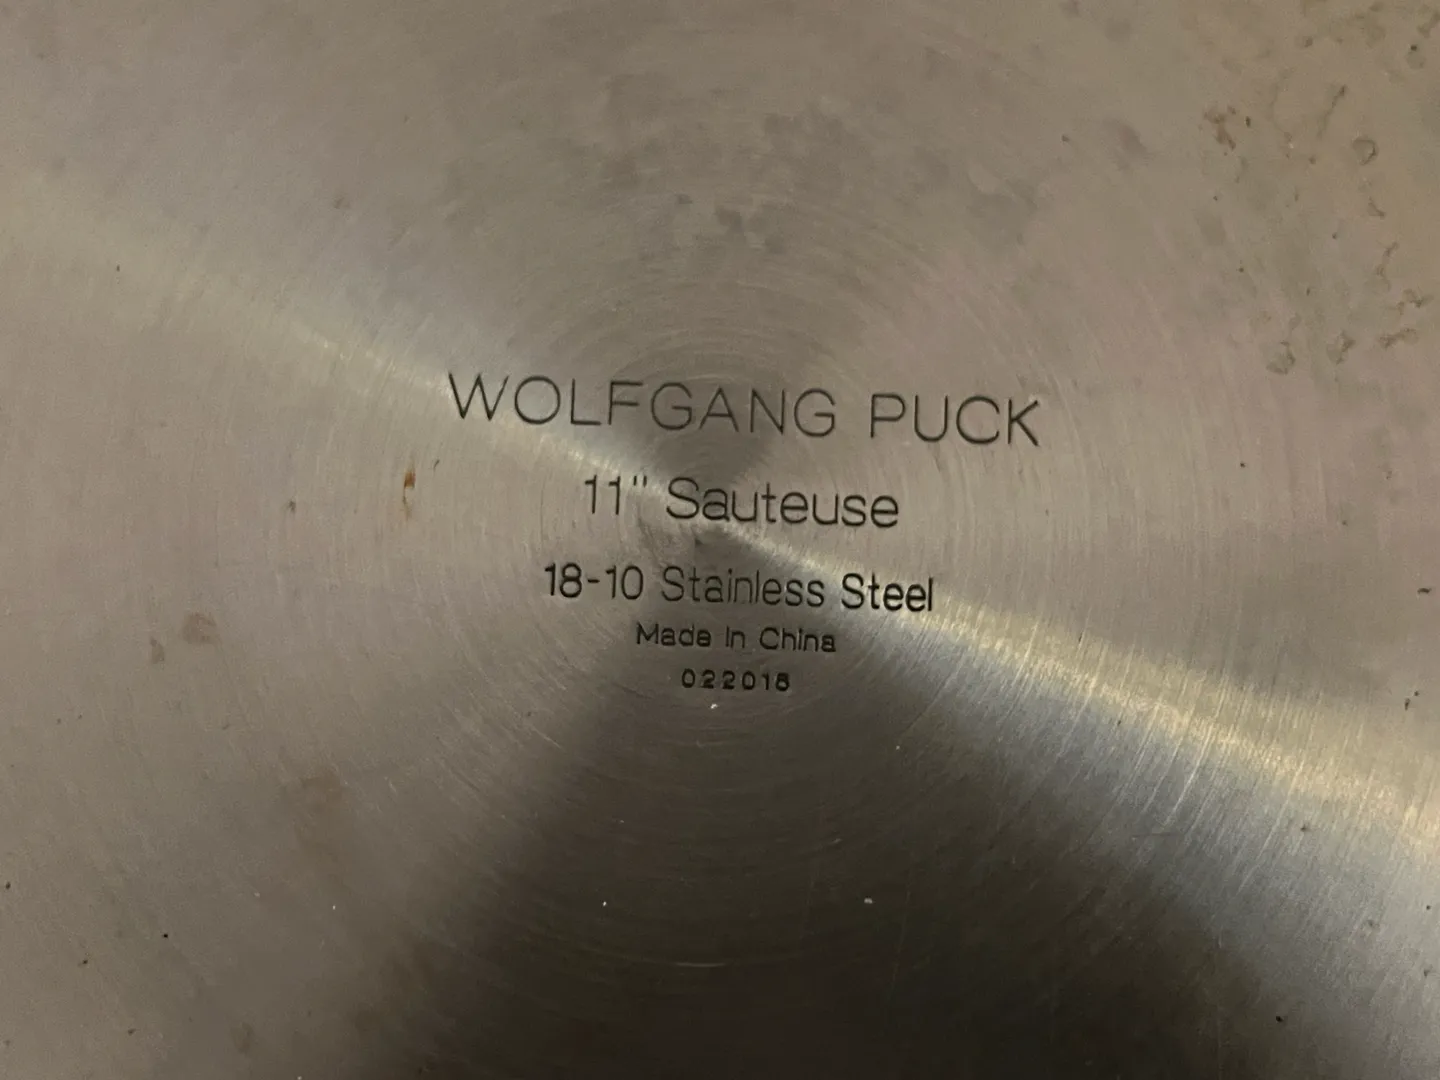 WOLFGANG PUCK
11" Sauteuse
18-10 Stainless Steel
Made In China
022018